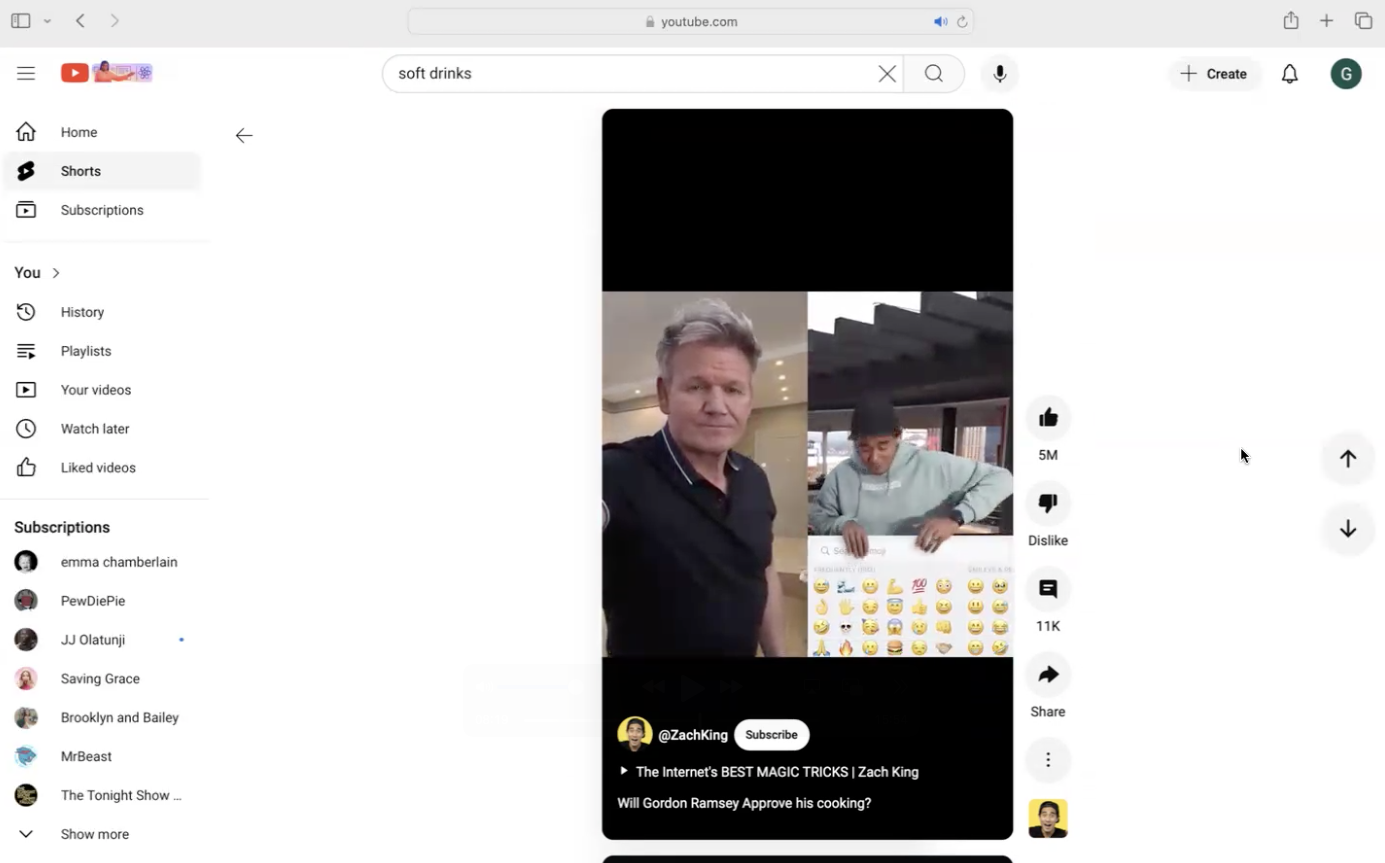 youtube.com
soft drinks
Create
G
Home
Shorts
Subscriptions
You
History
Playlists
Your videos
Watch later
Liked videos
Subscriptions
emma chamberlain
PewDiePie
JJ Olatunji
Saving Grace
Brooklyn and Bailey
MrBeast
The Tonight Show ...
Show more
💯
@ZachKing
Subscribe
The Internet's BEST MAGIC TRICKS | Zach King
Will Gordon Ramsey Approve his cooking?
5M
Dislike
11K
Share